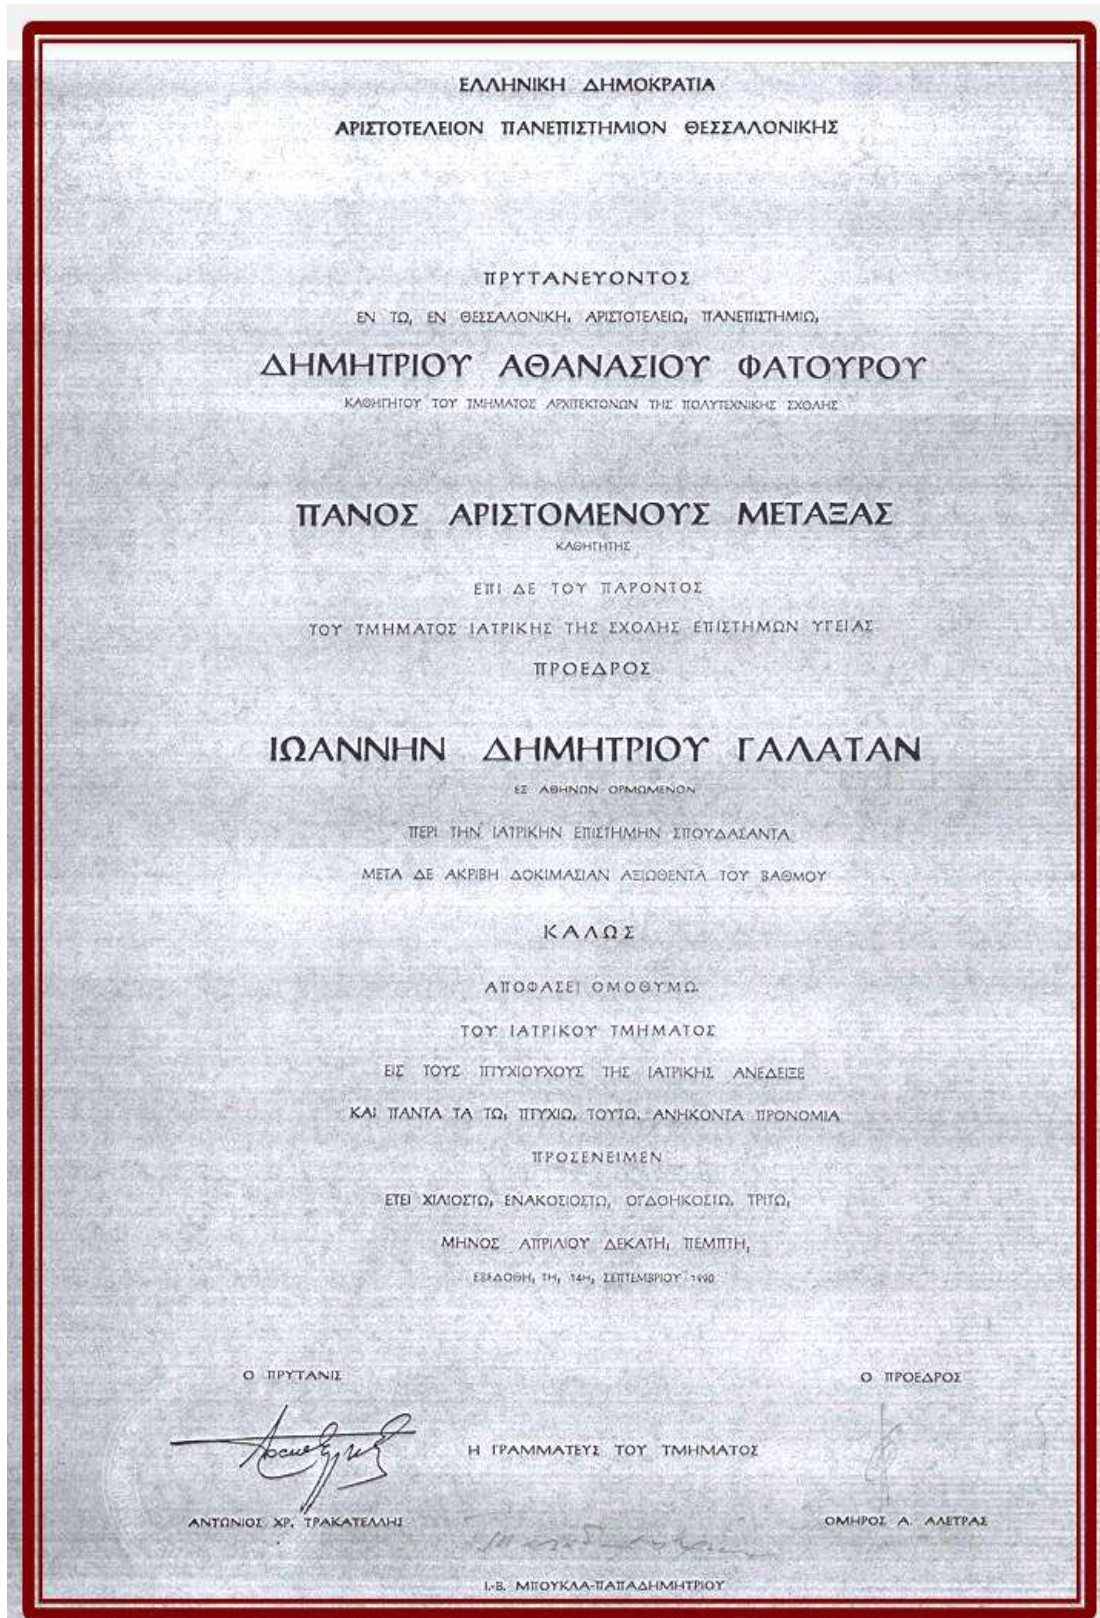 ΕΛΛΗΝΙΚΗ ΔΗΜΟΚΡΑΤΙΑ
ΑΡΙΣΤΟΤΕΛΕΙΟΝ ΠΑΝΕΠΙΣΤΗΜΙΟΝ ΘΕΣΣΑΛΟΝΙΚΗΣ
ΠΡΥΤΑΝΕΥΟΝΤΟΣ
ΕΝ ΤΩ, ΕΝ ΘΕΣΣΑΛΟΝΙΚΗ, ΑΡΙΣΤΟΤΕΛΕΙΩ, ΠΑΝΕΠΙΣΤΗΜΙΩ,
ΔΗΜΗΤΡΙΟΥ ΑΘΑΝΑΣΙΟΥ ΦΑΤΟΥΡΟΥ
ΚΑΘΗΓΗΤΟΥ ΤΟΥ ΤΜΗΜΑΤΟΣ ΑΡΧΙΤΕΚΤΟΝΩΝ ΤΗΣ ΠΟΛΥΤΕΧΝΙΚΗΣ ΣΧΟΛΗΣ
ΠΑΝΟΣ ΑΡΙΣΤΟΜΕΝΟΥΣ ΜΕΤΑΞΑΣ
ΚΑΘΗΓΗΤΗΣ
ΕΠΙ ΔΕ ΤΟΥ ΠΑΡΟΝΤΟΣ
ΤΟΥ ΤΜΗΜΑΤΟΣ ΙΑΤΡΙΚΗΣ ΤΗΣ ΣΧΟΛΗΣ ΕΠΙΣΤΗΜΩΝ ΥΓΕΙΑΣ
ΠΡΟΕΔΡΟΣ
ΙΩΑΝΝΗΝ ΔΗΜΗΤΡΙΟΥ ΓΑΛΑΤΑΝ
ΕΞ ΑΘΗΝΩΝ ΟΡΜΩΜΕΝΟΝ
ΠΕΡΙ ΤΗΝ ΙΑΤΡΙΚΗΝ ΕΠΙΣΤΗΜΗΝ ΣΠΟΥΔΑΣΑΝΤΑ
ΜΕΤΑ ΔΕ ΑΚΡΙΒΗ ΔΟΚΙΜΑΣΙΑΝ ΑΞΙΩΘΕΝΤΑ ΤΟΥ ΒΑΘΜΟΥ
ΚΑΛΩΣ
ΑΠΟΦΑΣΕΙ ΟΜΟΘΥΜΩ
ΤΟΥ ΙΑΤΡΙΚΟΥ ΤΜΗΜΑΤΟΣ
ΕΙΣ ΤΟΥΣ ΠΤΥΧΙΟΥΧΟΥΣ ΤΗΣ ΙΑΤΡΙΚΗΣ ΑΝΕΔΕΙΞΕ
ΚΑΙ ΠΑΝΤΑ ΤΑ ΤΩ, ΠΤΥΧΙΩ, ΤΟΥΤΩ, ΑΝΗΚΟΝΤΑ ΠΡΟΝΟΜΙΑ
ΠΡΟΣΕΝΕΙΜΕΝ
ΕΤΕΙ ΧΙΛΙΟΣΤΩ, ΕΝΑΚΟΣΙΟΣΤΩ, ΟΓΔΟΗΚΟΣΤΩ, ΤΡΙΤΩ,
ΜΗΝΟΣ ΑΠΡΙΛΙΟΥ ΔΕΚΑΤΗ, ΠΕΜΠΤΗ,
ΕΞΕΔΟΘΗ, ΤΗ, 14Η, ΣΕΠΤΕΜΒΡΙΟΥ 1990
Ο ΠΡΥΤΑΝΙΣ
Ο ΠΡΟΕΔΡΟΣ
Η ΓΡΑΜΜΑΤΕΥΣ ΤΟΥ ΤΜΗΜΑΤΟΣ
ΑΝΤΩΝΙΟΣ ΧΡ. ΤΡΑΚΑΤΕΛΛΗΣ
ΟΜΗΡΟΣ Α. ΑΛΕΤΡΑΣ
Ι.-Β. ΜΠΟΥΚΛΑ-ΠΑΠΑΔΗΜΗΤΡΙΟΥ